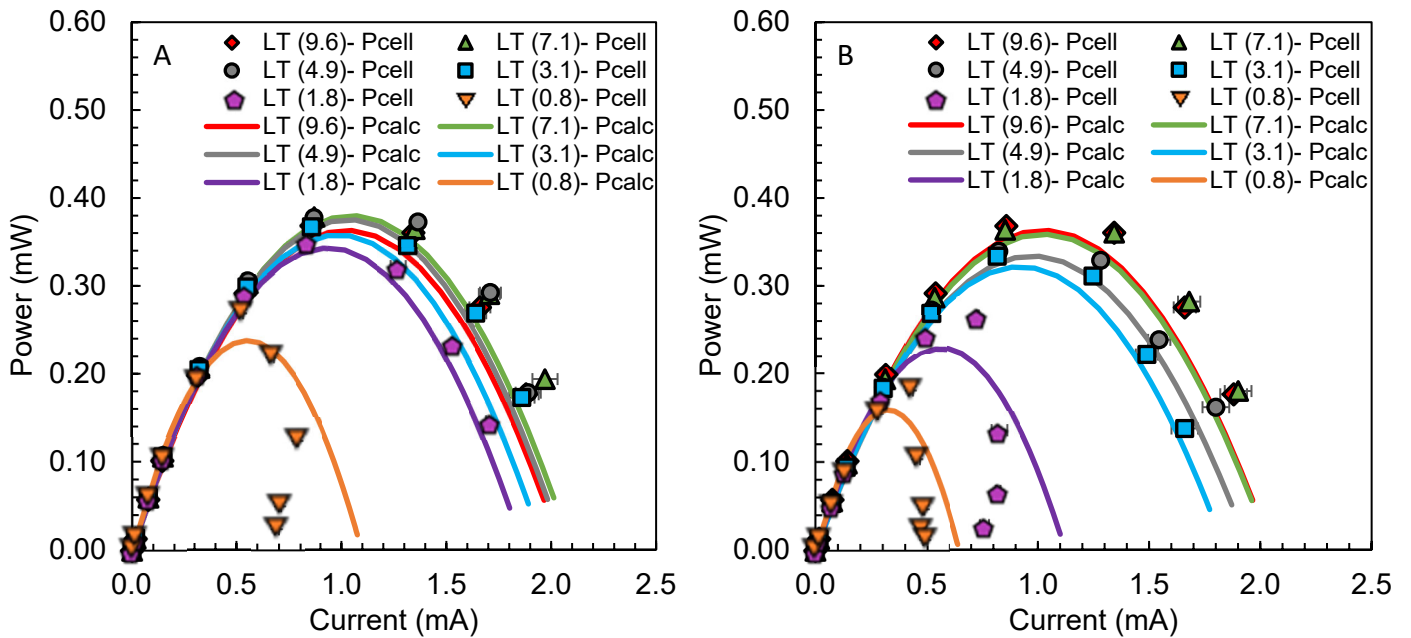 A
LT (9.6)- Pcell LT (7.1)- Pcell
LT (4.9)- Pcell LT (3.1)- Pcell
LT (1.8)- Pcell LT (0.8)- Pcell
LT (9.6)- Pcalc LT (7.1)- Pcalc
LT (4.9)- Pcalc LT (3.1)- Pcalc
LT (1.8)- Pcalc LT (0.8)- Pcalc
0.60
0.50
0.40
0.30
0.20
0.10
0.00
Power (mW)
0.0 0.5 1.0 1.5 2.0 2.5
Current (mA)
B
LT (9.6)- Pcell LT (7.1)- Pcell
LT (4.9)- Pcell LT (3.1)- Pcell
LT (1.8)- Pcell LT (0.8)- Pcell
LT (9.6)- Pcalc LT (7.1)- Pcalc
LT (4.9)- Pcalc LT (3.1)- Pcalc
LT (1.8)- Pcalc LT (0.8)- Pcalc
0.60
0.50
0.40
0.30
0.20
0.10
0.00
Power (mW)
0.0 0.5 1.0 1.5 2.0 2.5
Current (mA)